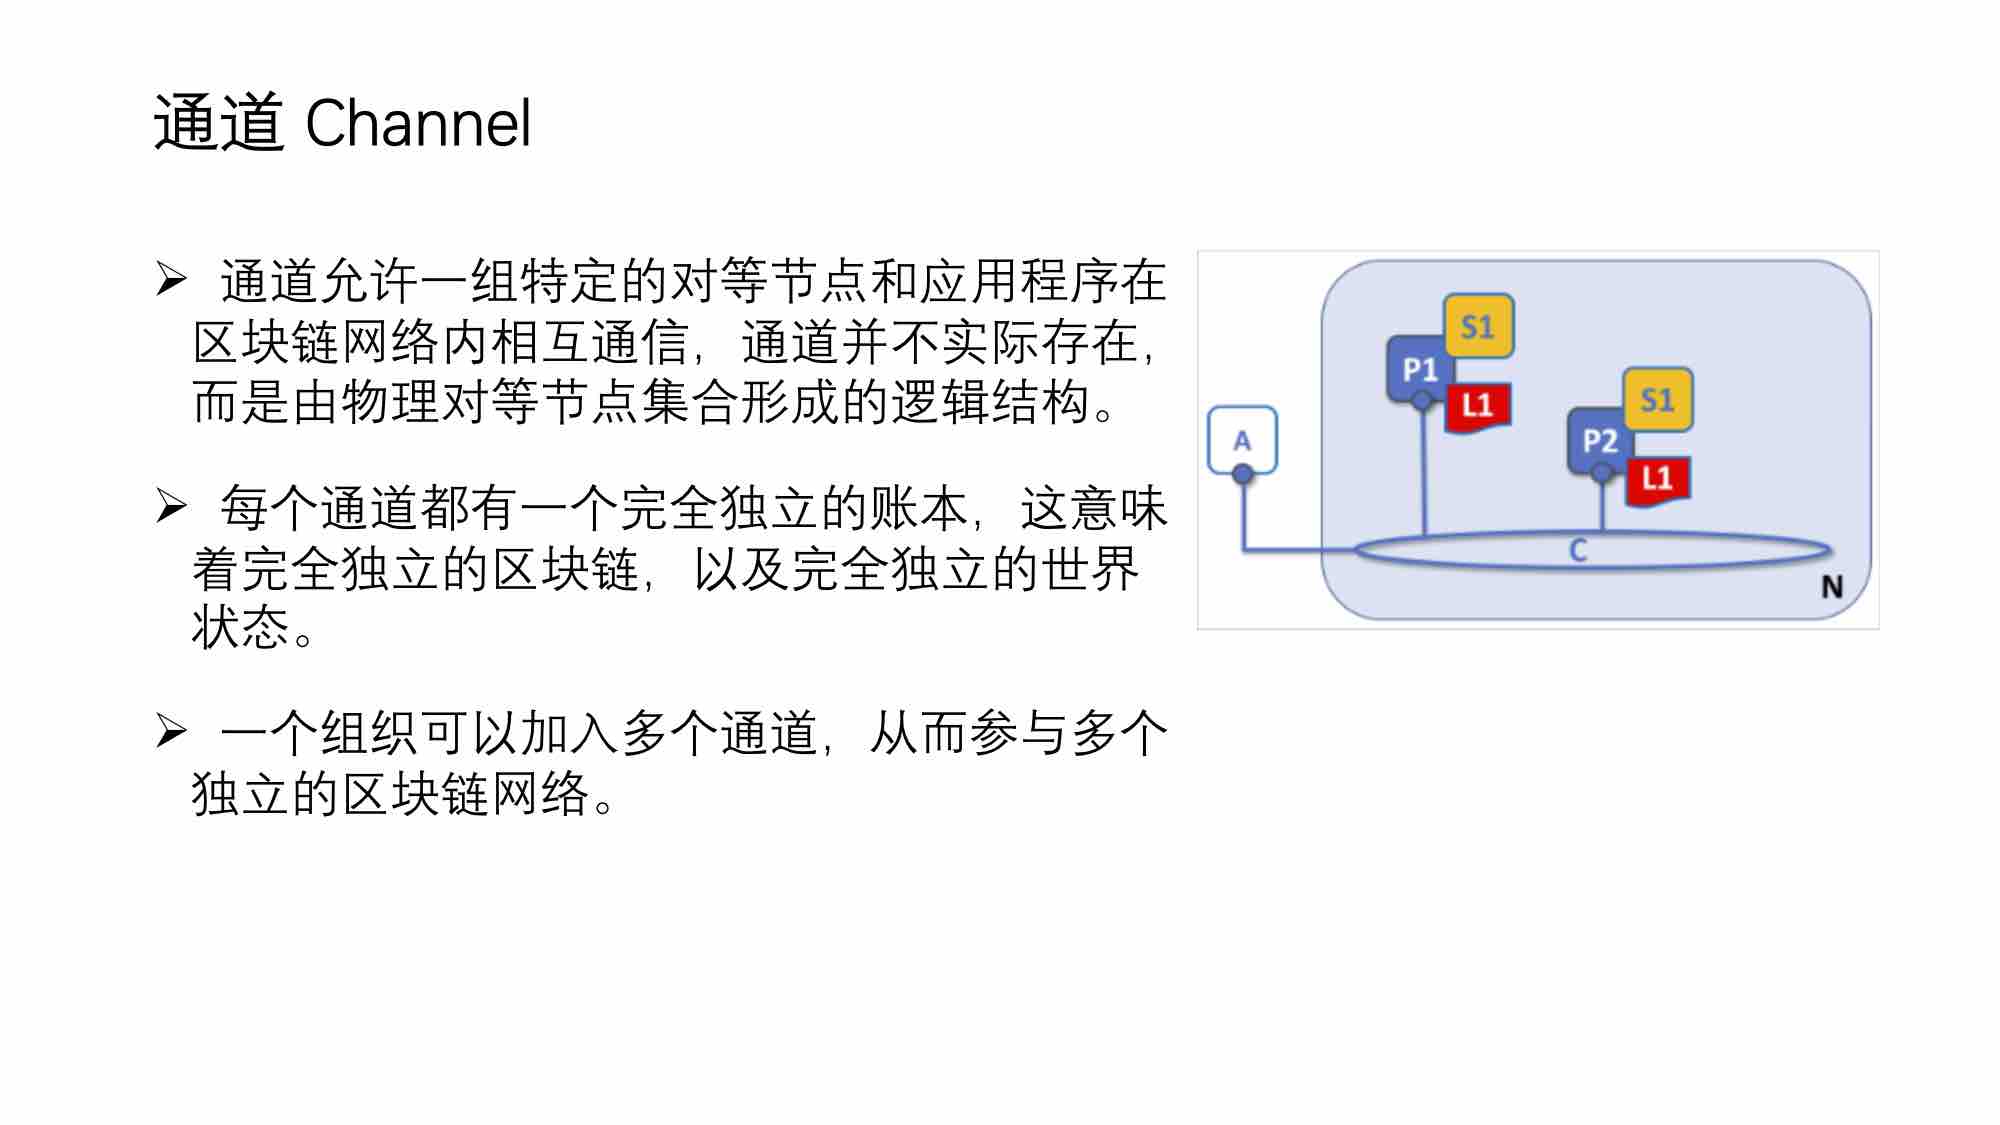 通道 Channel
➢ 通道允许一组特定的对等节点和应用程序在
区块链网络内相互通信，通道并不实际存在，
而是由物理对等节点集合形成的逻辑结构。
➢ 每个通道都有一个完全独立的账本，这意味
着完全独立的区块链，以及完全独立的世界
状态。
➢ 一个组织可以加入多个通道，从而参与多个
独立的区块链网络。
S1
P1
L1
S1
A
P2
L1
C
N